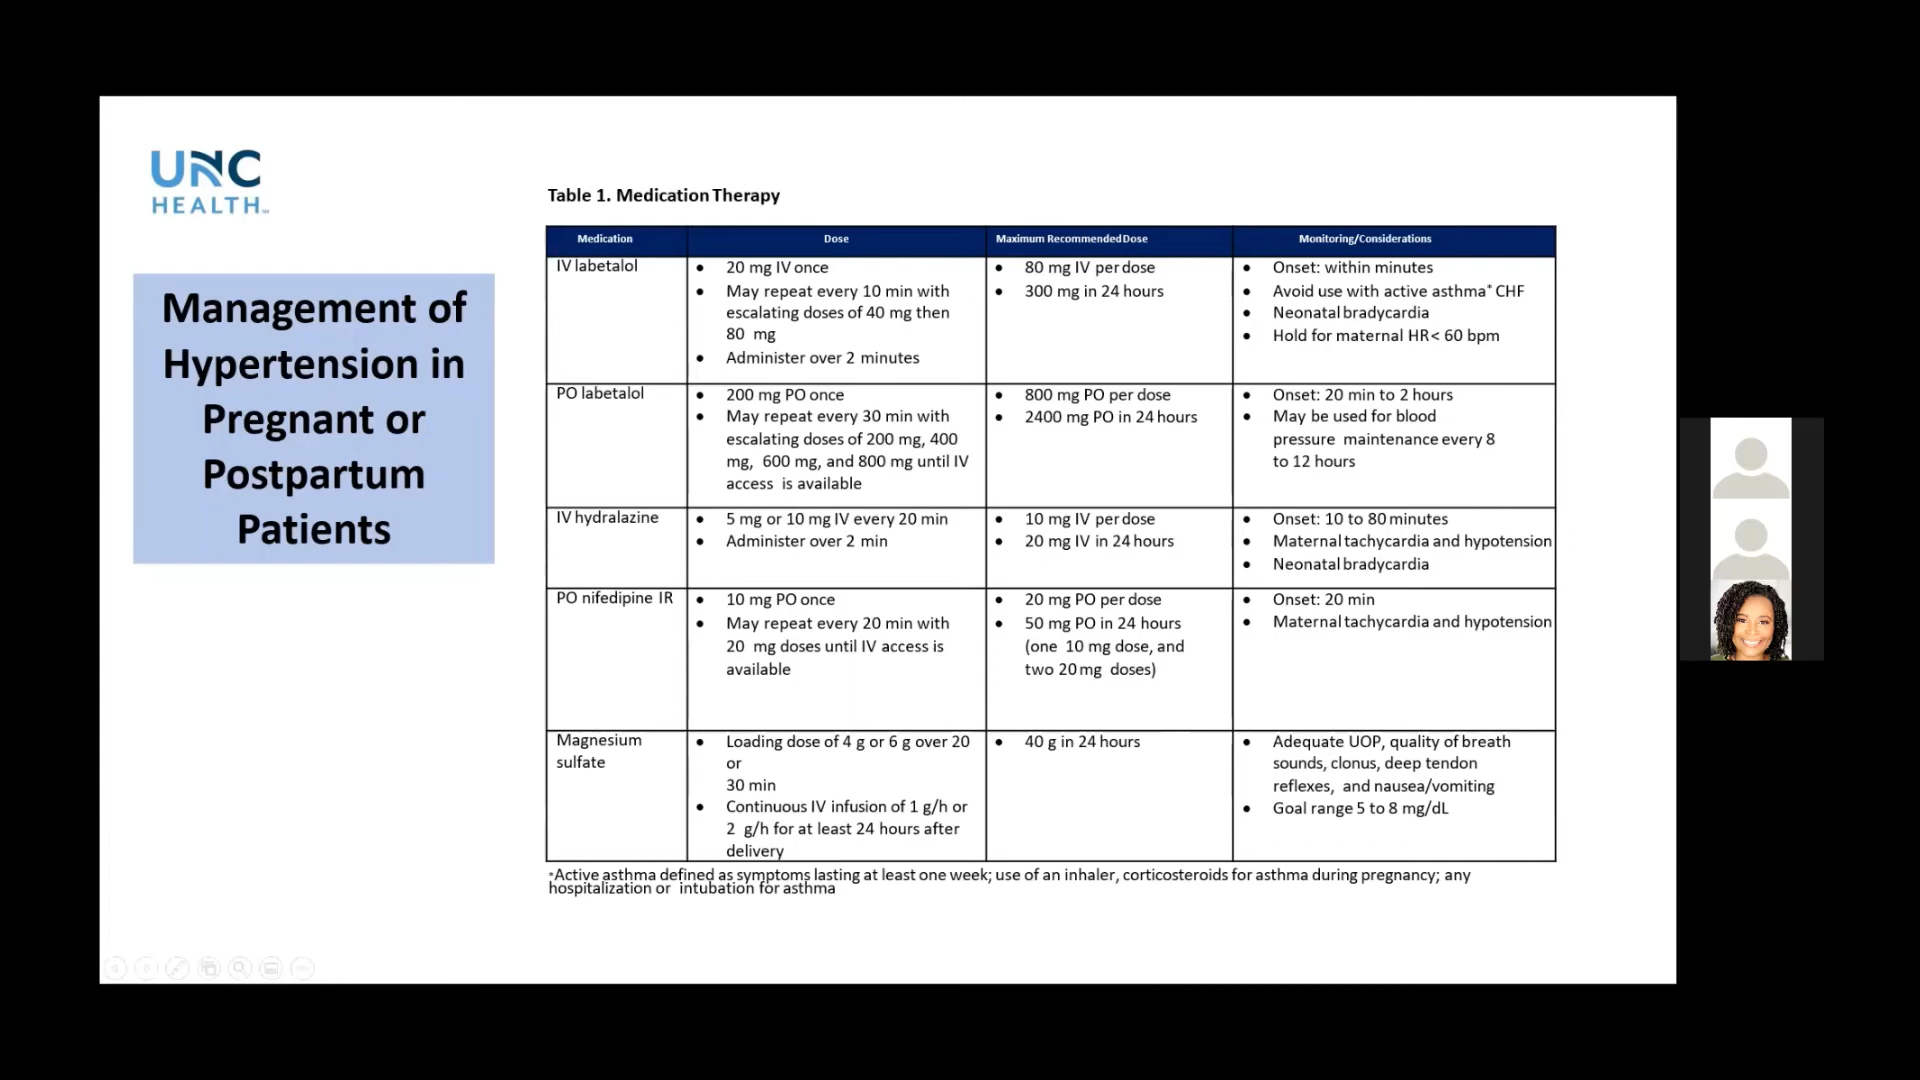 UNC
HEALTH
Management of
Hypertension in
Pregnant or
Postpartum
Patients
Table 1. Medication Therapy
Medication
Dose
Maximum Recommended Dose
Monitoring/Considerations
IV labetalol
• 20 mg IV once
• May repeat every 10 min with
escalating doses of 40 mg then
80 mg
• Administer over 2 minutes
• 80 mg IV per dose
• 300 mg in 24 hours
• Onset: within minutes
• Avoid use with active asthma* CHF
• Neonatal bradycardia
• Hold for maternal HR< 60 bpm
PO labetalol
• 200 mg PO once
• May repeat every 30 min with
escalating doses of 200 mg, 400
mg, 600 mg, and 800 mg until IV
access is available
• 800 mg PO per dose
• 2400 mg PO in 24 hours
• Onset: 20 min to 2 hours
• May be used for blood
pressure maintenance every 8
to 12 hours
IV hydralazine
• 5 mg or 10 mg IV every 20 min
• Administer over 2 min
• 10 mg IV per dose
• 20 mg IV in 24 hours
• Onset: 10 to 80 minutes
• Maternal tachycardia and hypotension
• Neonatal bradycardia
PO nifedipine IR
• 10 mg PO once
• May repeat every 20 min with
20 mg doses until IV access is
available
• 20 mg PO per dose
• 50 mg PO in 24 hours
(one 10 mg dose, and
two 20 mg doses)
• Onset: 20 min
• Maternal tachycardia and hypotension
Magnesium
sulfate
• Loading dose of 4 g or 6 g over 20
or
30 min
• Continuous IV infusion of 1 g/h or
2 g/h for at least 24 hours after
delivery
• 40 g in 24 hours
• Adequate UOP, quality of breath
sounds, clonus, deep tendon
reflexes, and nausea/vomiting
• Goal range 5 to 8 mg/dL
*Active asthma defined as symptoms lasting at least one week; use of an inhaler, corticosteroids for asthma during pregnancy; any
hospitalization or intubation for asthma